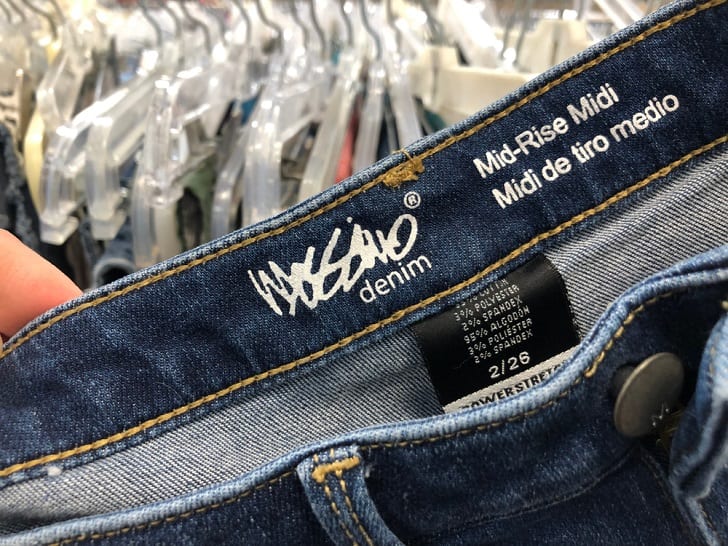 Mid-Rise Midi
Midi de tiro medio
mossimo®
denim
3% POLYESTER
2% SPANDEX
95% ALGODÓN
3% POLIÉSTER
2% SPANDEX
2/26